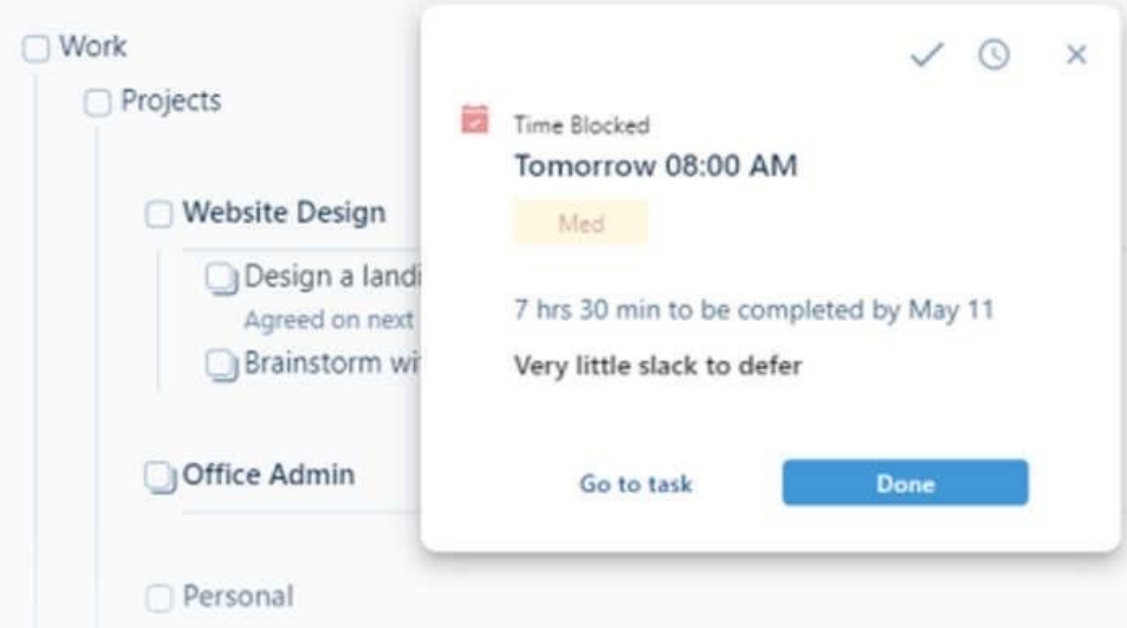 Work
Projects
Website Design
Design a landi
Agreed on next
Brainstorm wi
Office Admin
Personal
Time Blocked
Tomorrow 08:00 AM
Med
7 hrs 30 min to be completed by May 11
Very little slack to defer
Go to task
Done